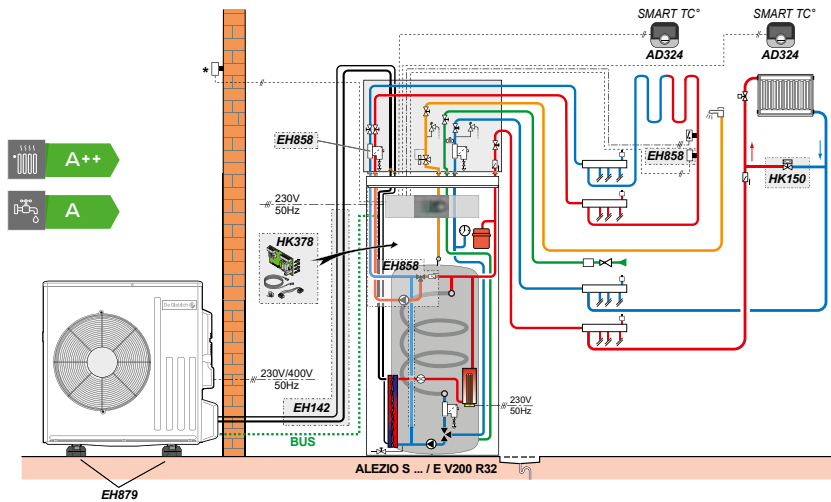 SMART TC°
AD324
SMART TC°
AD324
*
A++
A
EH858
EH858
HK150
230V
50Hz
HK378
EH858
De Dietrich
230V/400V
50Hz
EH142
BUS
230V
50Hz
ALEZIO S ... / E V200 R32
EH879